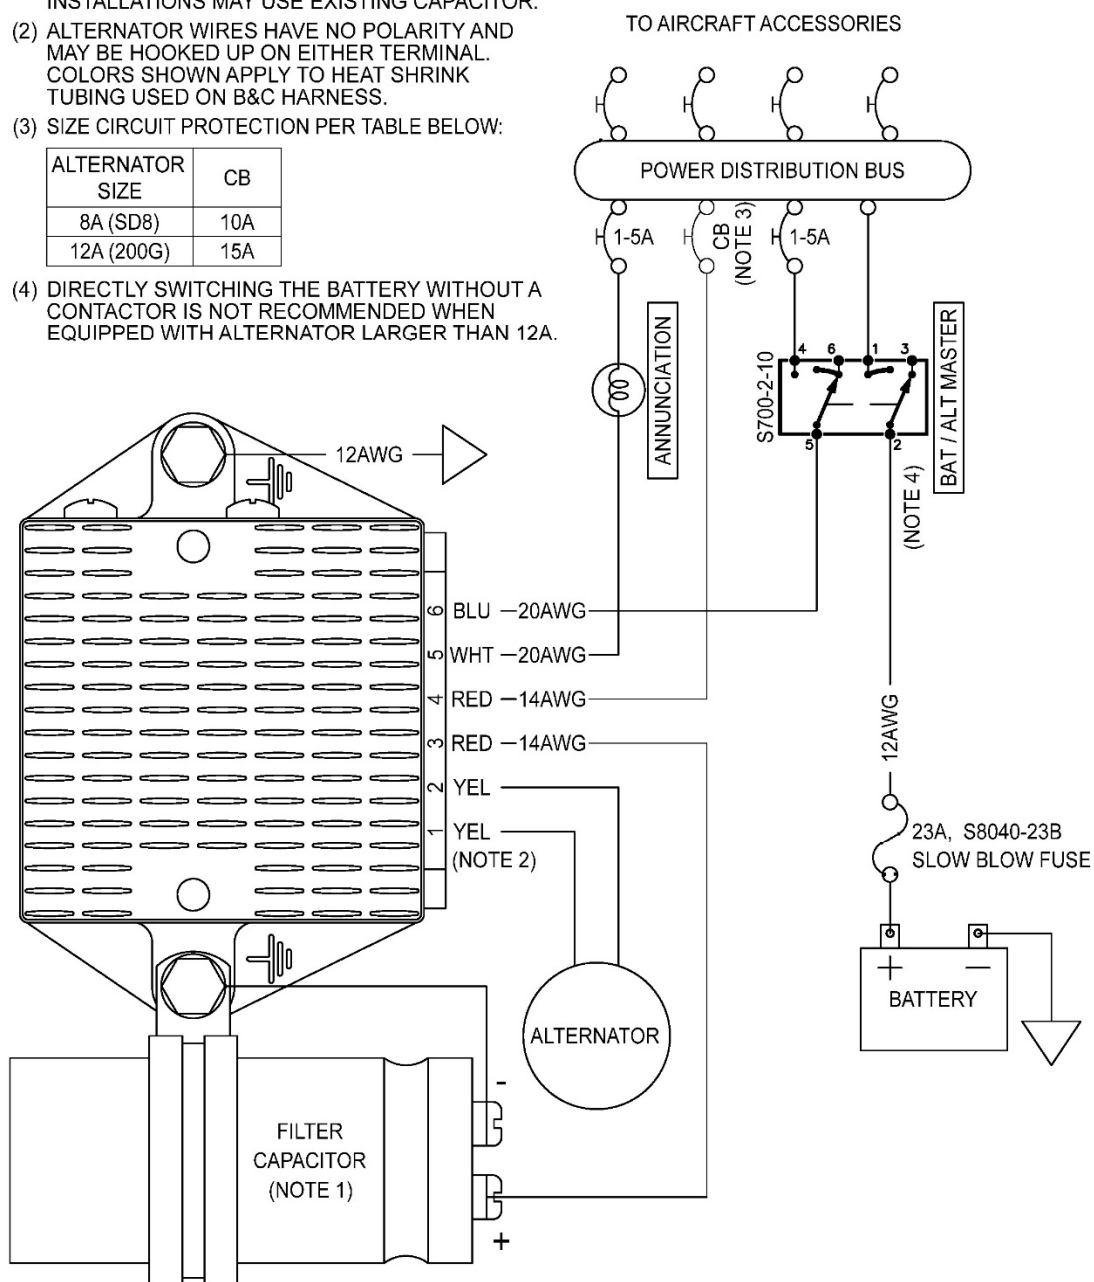 INSTALLATIONS MAY USE EXISTING CAPACITOR.
(2) ALTERNATOR WIRES HAVE NO POLARITY AND
MAY BE HOOKED UP ON EITHER TERMINAL.
COLORS SHOWN APPLY TO HEAT SHRINK
TUBING USED ON B&C HARNESS.
(3) SIZE CIRCUIT PROTECTION PER TABLE BELOW:
ALTERNATOR SIZE CB
8A (SD8) 10A
12A (200G) 15A
(4) DIRECTLY SWITCHING THE BATTERY WITHOUT A
CONTACTOR IS NOT RECOMMENDED WHEN
EQUIPPED WITH ALTERNATOR LARGER THAN 12A.
TO AIRCRAFT ACCESSORIES
POWER DISTRIBUTION BUS
1-5A
CB
(NOTE 3)
1-5A
ANNUNCIATION
S700-2-10
4 6 1 3
5 2
BAT / ALT MASTER
(NOTE 4)
12AWG
6 BLU 20AWG
5 WHT 20AWG
4 RED 14AWG
3 RED 14AWG
2 YEL
1 YEL
(NOTE 2)
12AWG
23A, S8040-23B
SLOW BLOW FUSE
+ −
BATTERY
ALTERNATOR
-
FILTER
CAPACITOR
(NOTE 1)
+